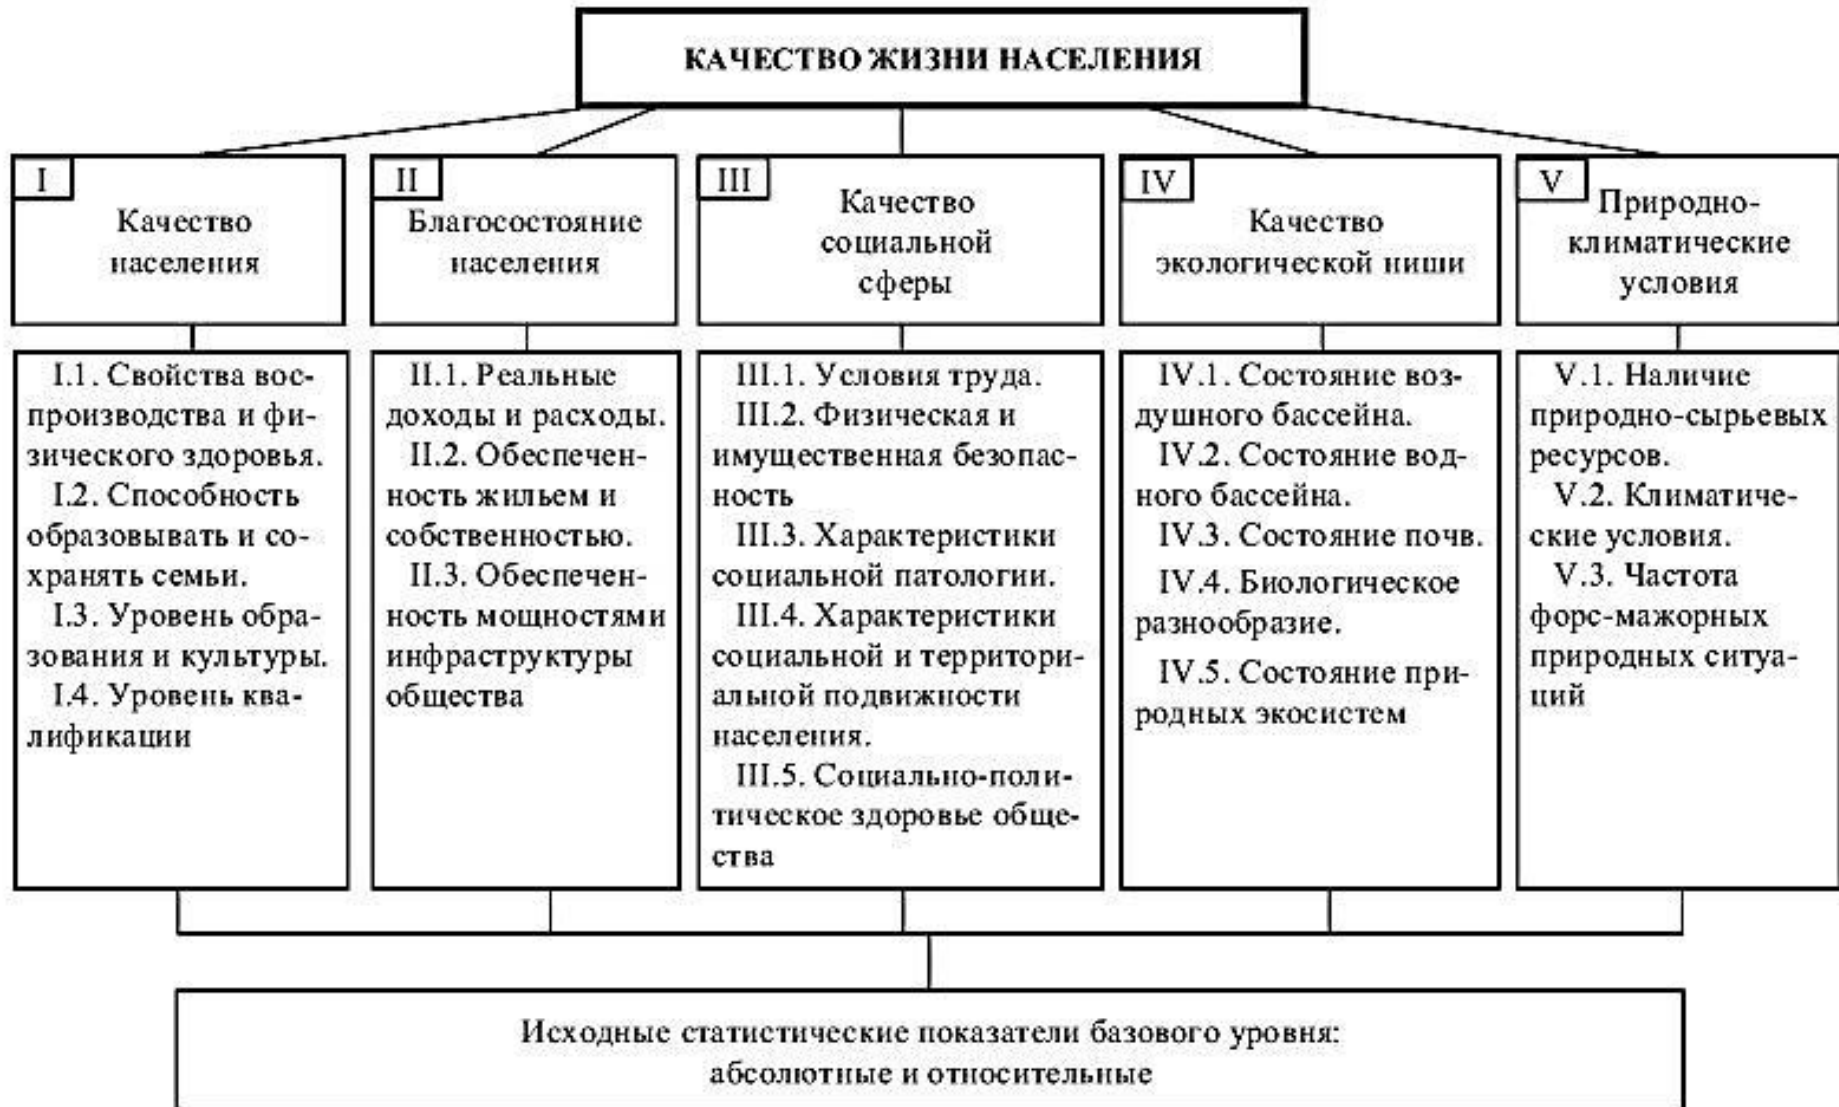 КАЧЕСТВО ЖИЗНИ НАСЕЛЕНИЯ
I
Качество
населения
II
Благосостояние
населения
III
Качество
социальной
сферы
IV
Качество
экологической ниши
V
Природно-
климатические
условия
I.1. Свойства вос-
производства и фи-
зического здоровья.
I.2. Способность
образовывать и со-
хранять семьи.
I.3. Уровень обра-
зования и культуры.
I.4. Уровень ква-
лификации
II.1. Реальные
доходы и расходы.
II.2. Обеспечен-
ность жильем и
собственностью.
II.3. Обеспечен-
ность мощностями
инфраструктуры
общества
III.1. Условия труда.
III.2. Физическая и
имущественная безопас-
ность
III.3. Характеристики
социальной патологии.
III.4. Характеристики
социальной и территори-
альной подвижности
населения.
III.5. Социально-поли-
тическое здоровье обще-
ства
IV.1. Состояние воз-
душного бассейна.
IV.2. Состояние вод-
ного бассейна.
IV.3. Состояние почв.
IV.4. Биологическое
разнообразие.
IV.5. Состояние при-
родных экосистем
V.1. Наличие
природно-сырьевых
ресурсов.
V.2. Климатиче-
ские условия.
V.3. Частота
форс-мажорных
природных ситуа-
ций
Исходные статистические показатели базового уровня:
абсолютные и относительные